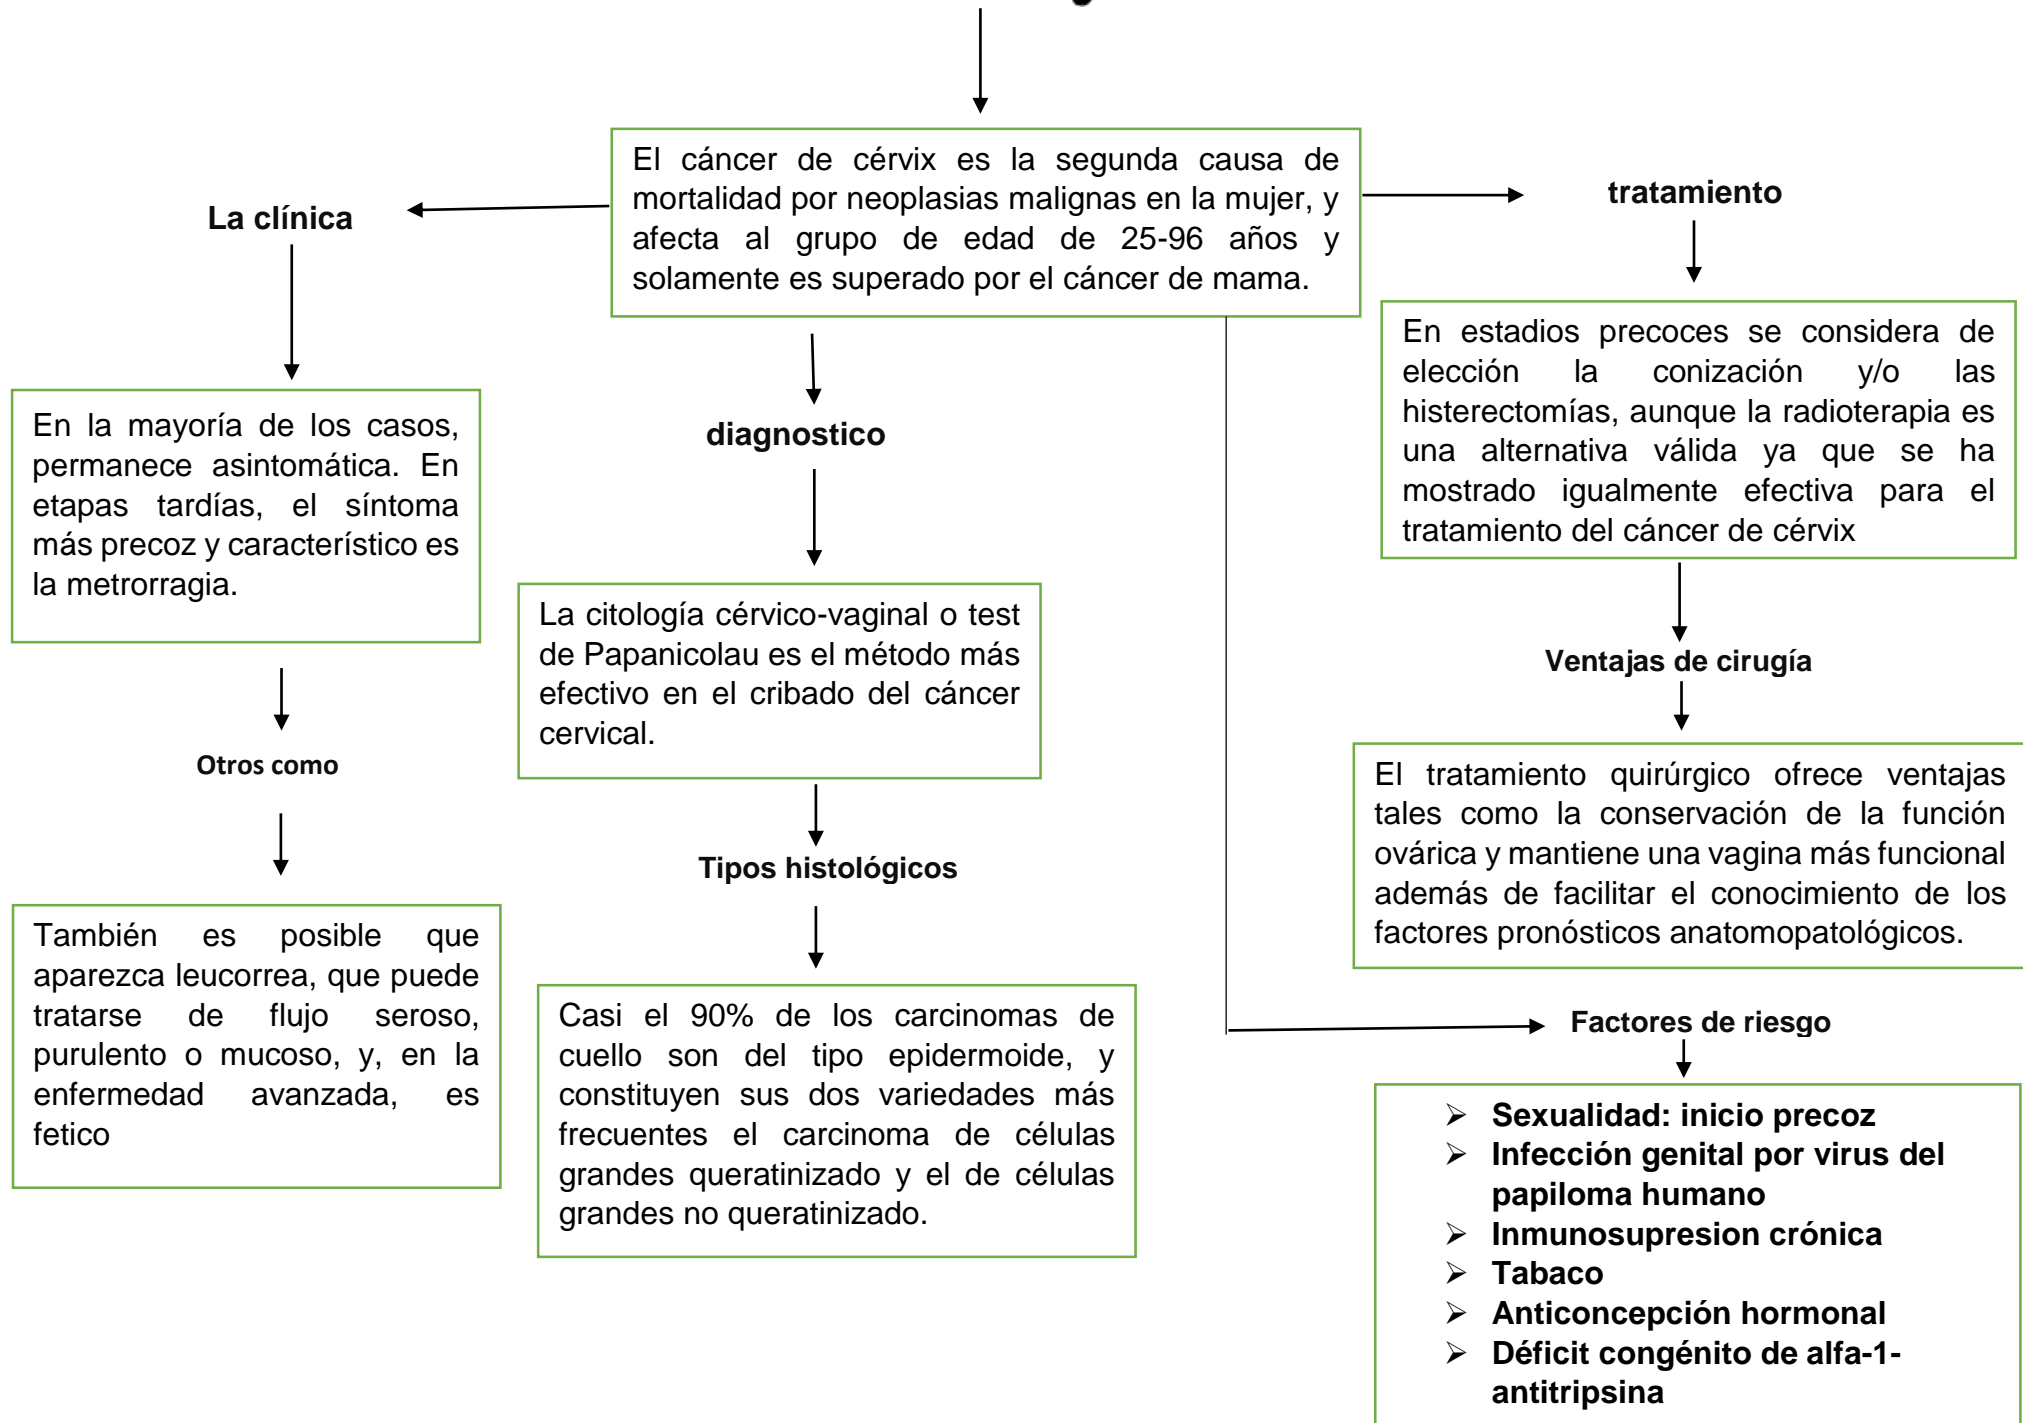 El cáncer de cérvix es la segunda causa de
mortalidad por neoplasias malignas en la mujer, y
afecta al grupo de edad de 25-96 años y
solamente es superado por el cáncer de mama.
La clínica
En la mayoría de los casos,
permanece asintomática. En
etapas tardías, el síntoma
más precoz y característico es
la metrorragia.
Otros como
También es posible que
aparezca leucorrea, que puede
tratarse de flujo seroso,
purulento o mucoso, y, en la
enfermedad avanzada, es
fetico
diagnostico
La citología cérvico-vaginal o test
de Papanicolau es el método más
efectivo en el cribado del cáncer
cervical.
Tipos histológicos
Casi el 90% de los carcinomas de
cuello son del tipo epidermoide, y
constituyen sus dos variedades más
frecuentes el carcinoma de células
grandes queratinizado y el de células
grandes no queratinizado.
tratamiento
En estadios precoces se considera de
elección la conización y/o las
histerectomías, aunque la radioterapia es
una alternativa válida ya que se ha
mostrado igualmente efectiva para el
tratamiento del cáncer de cérvix
Ventajas de cirugía
El tratamiento quirúrgico ofrece ventajas
tales como la conservación de la función
ovárica y mantiene una vagina más funcional
además de facilitar el conocimiento de los
factores pronósticos anatomopatológicos.
Factores de riesgo
➢ Sexualidad: inicio precoz
➢ Infección genital por virus del
papiloma humano
➢ Inmunosupresion crónica
➢ Tabaco
➢ Anticoncepción hormonal
➢ Déficit congénito de alfa-1-
antitripsina